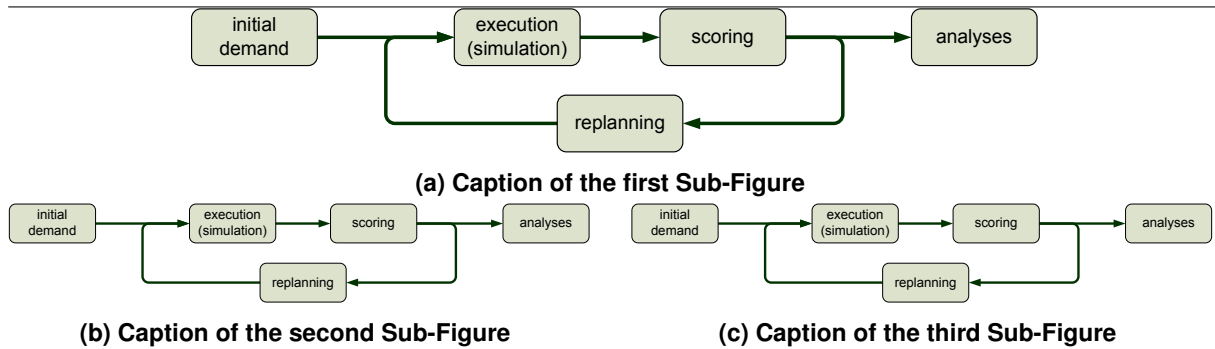 initial
demand
execution
(simulation)
scoring
analyses
replanning
(a) Caption of the first Sub-Figure
initial
demand
execution
(simulation)
scoring
analyses
replanning
(b) Caption of the second Sub-Figure
initial
demand
execution
(simulation)
scoring
analyses
replanning
(c) Caption of the third Sub-Figure